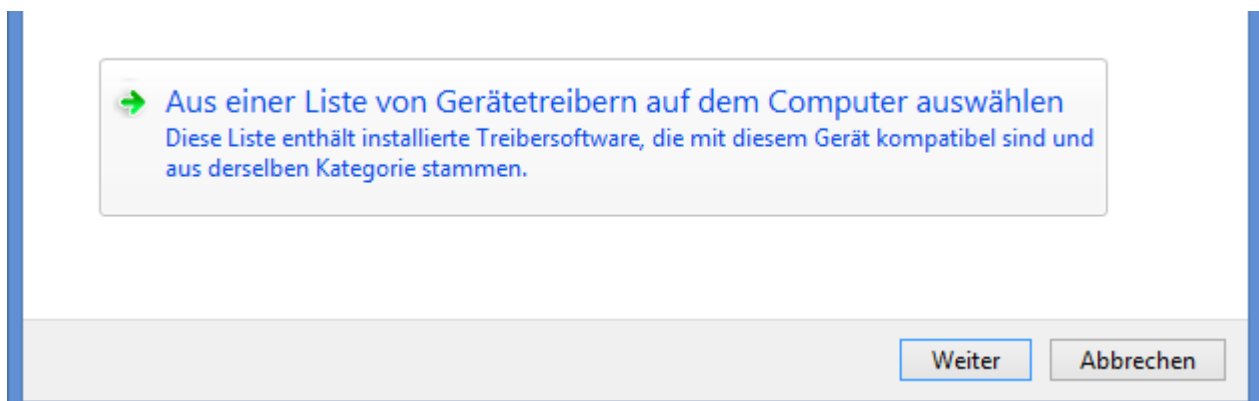 Aus einer Liste von Gerätetreibern auf dem Computer auswählen
Diese Liste enthält installierte Treibersoftware, die mit diesem Gerät kompatibel sind und
aus derselben Kategorie stammen.
Weiter
Abbrechen